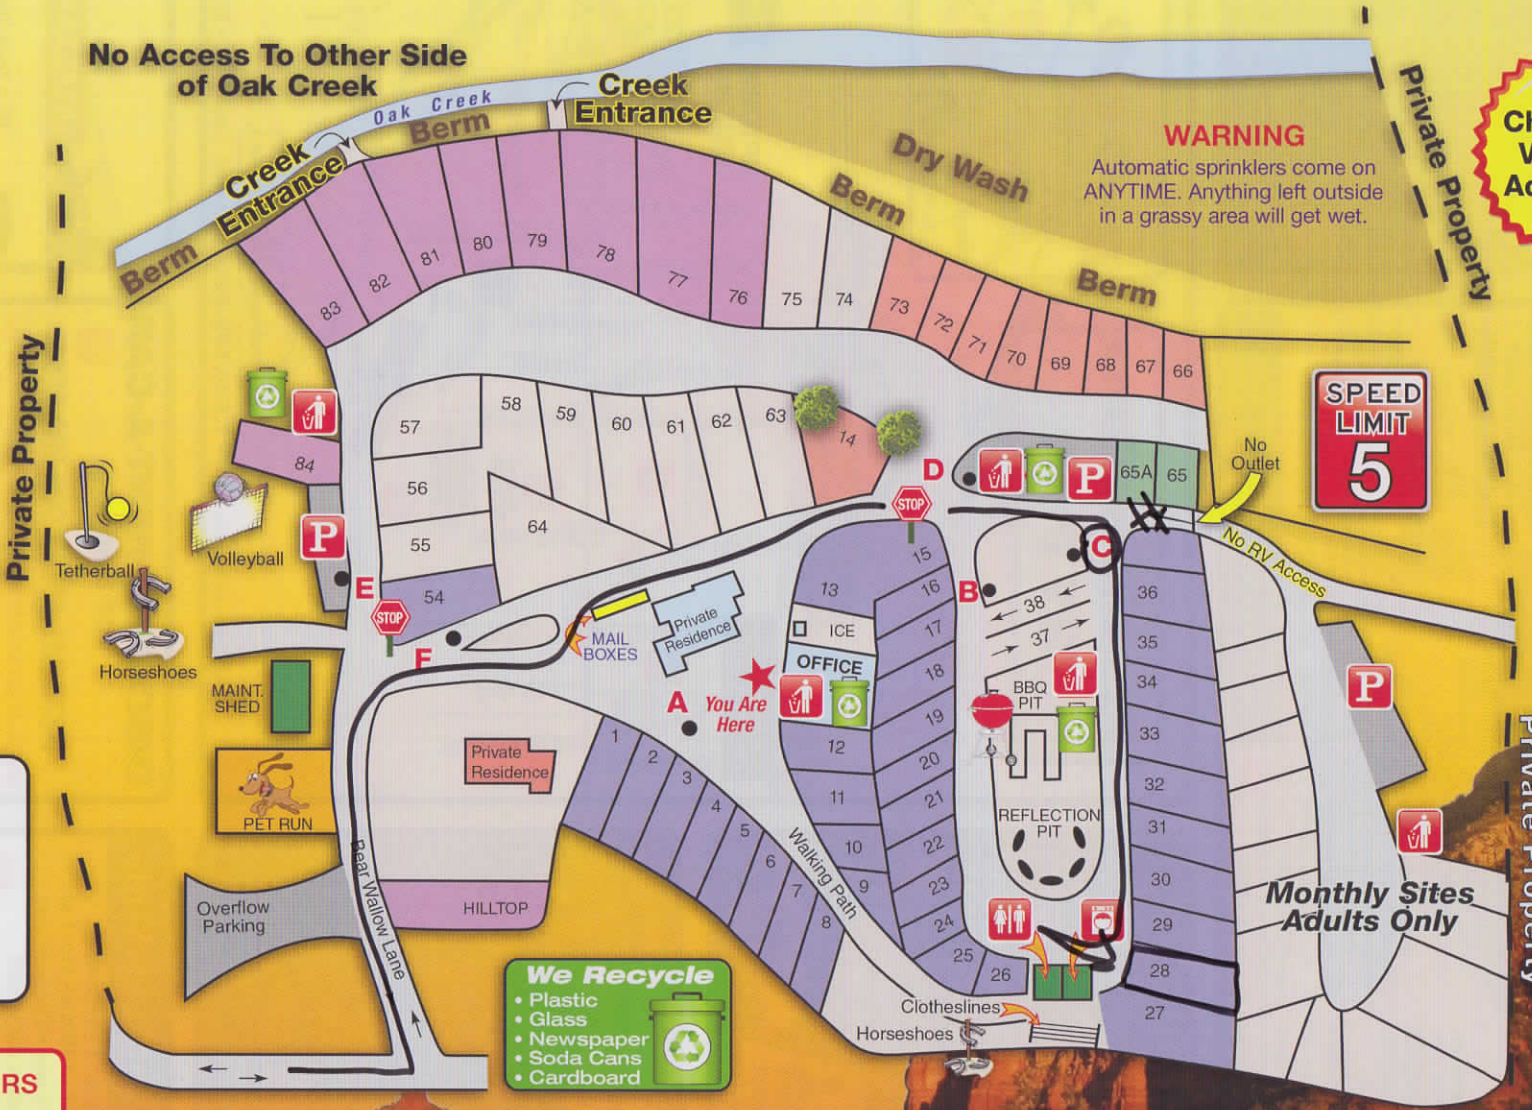 No Access To Other Side
of Oak Creek
Oak Creek
Creek
Entrance
Creek
Entrance
Berm
Berm
Berm
Berm
Dry Wash
WARNING
Automatic sprinklers come on
ANYTIME. Anything left outside
in a grassy area will get wet.
Private Property
Private Property
Private Property
83
82
81
80
79
78
77
76
75
74
73
72
71
70
69
68
67
66
SPEED
LIMIT
5
No
Outlet
No RV Access
57
58
59
60
61
62
63
14
56
55
54
64
84
D
P
65A
65
STOP
Tetherball
Volleyball
P
E
STOP
F
Horseshoes
MAINT.
SHED
PET RUN
Overflow
Parking
Bear Wallow Lane
HILLTOP
Private
Residence
MAIL
BOXES
Private
Residence
A
You Are
Here
13
ICE
OFFICE
12
11
10
9
15
16
17
18
19
20
21
22
23
24
25
26
1
2
3
4
5
6
7
8
Walking Path
B
C
38
37
BBQ
PIT
REFLECTION
PIT
36
35
34
33
32
31
30
29
28
27
P
Monthly Sites
Adults Only
Private Property
Clotheslines
Horseshoes
We Recycle
• Plastic
• Glass
• Newspaper
• Soda Cans
• Cardboard
RS